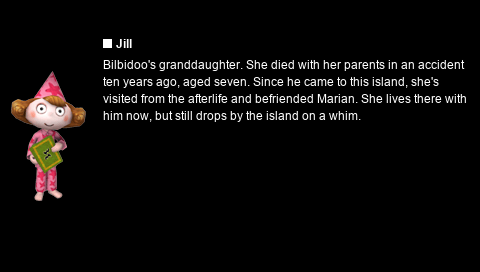 Jill
Bilbidoo's granddaughter. She died with her parents in an accident
ten years ago, aged seven. Since he came to this island, she's
visited from the afterlife and befriended Marian. She lives there with
him now, but still drops by the island on a whim.